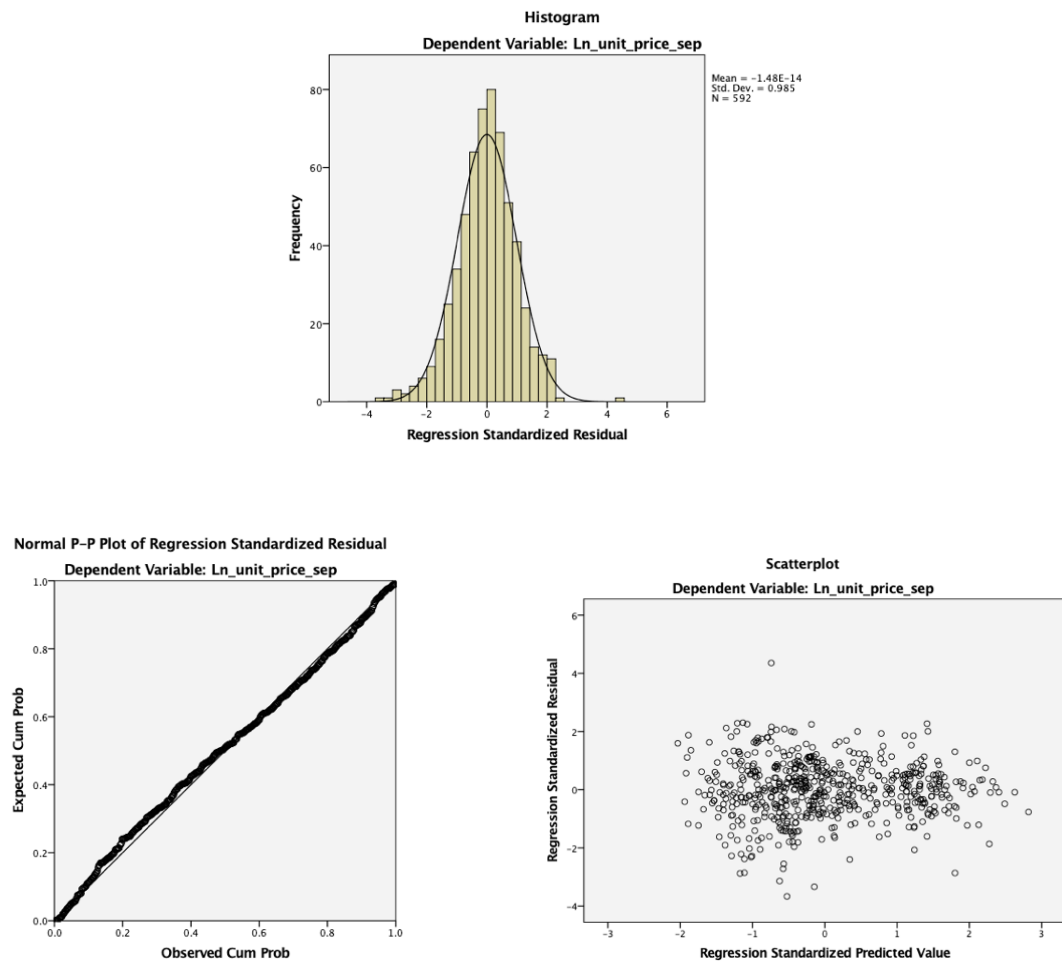 Histogram
Dependent Variable: Ln_unit_price_sep
Mean = -1.48E-14
Std. Dev. = 0.985
N = 592
80
60
40
20
0
Frequency
-4 -2 0 2 4 6
Regression Standardized Residual
Normal P-P Plot of Regression Standardized Residual
Dependent Variable: Ln_unit_price_sep
1.0
0.8
0.6
0.4
0.2
0.0
Expected Cum Prob
0.0 0.2 0.4 0.6 0.8 1.0
Observed Cum Prob
Scatterplot
Dependent Variable: Ln_unit_price_sep
6
4
2
0
-2
-4
Regression Standardized Residual
-3 -2 -1 0 1 2 3
Regression Standardized Predicted Value